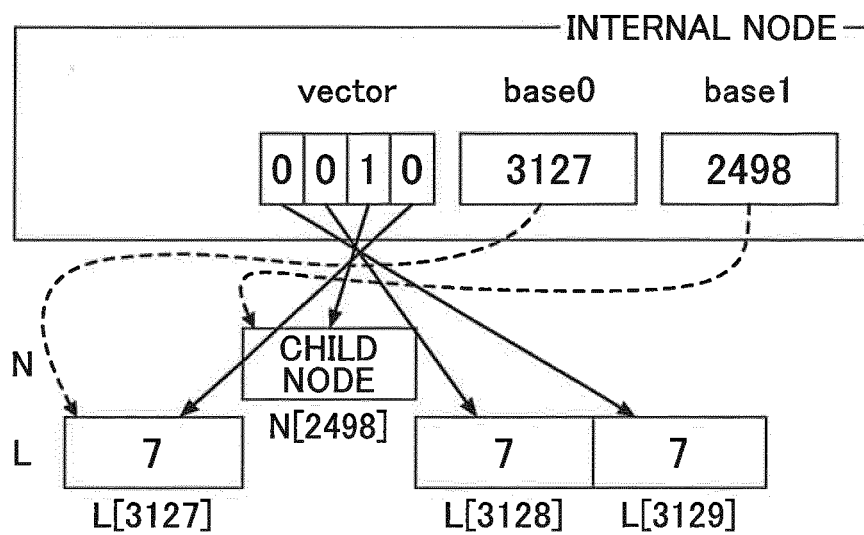 INTERNAL NODE
vector base0 base1
0 0 1 0 3127 2498
CHILD
NODE
N
N[2498]
L 7 7 7
L[3127] L[3128] L[3129]